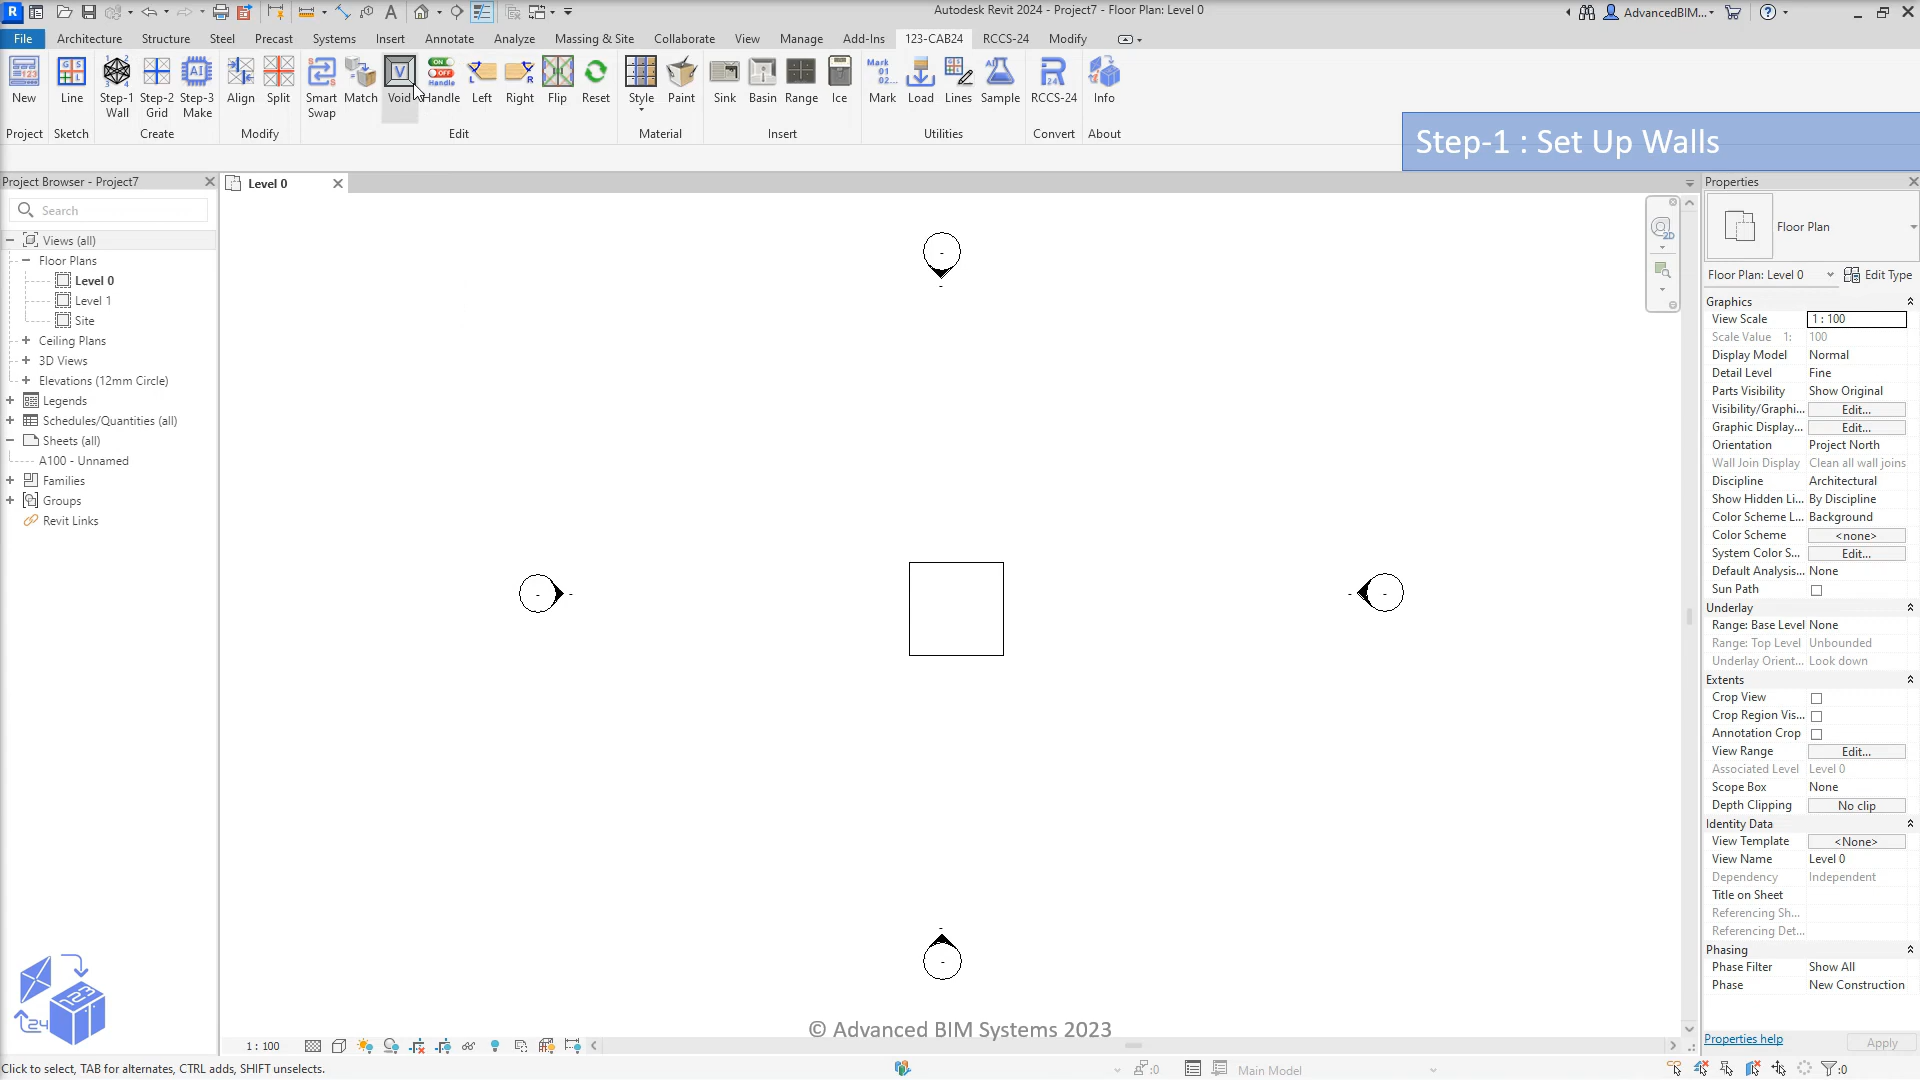 Autodesk Revit 2024 - Project7 - Floor Plan: Level 0
AdvancedBIM...
File Architecture Structure Steel Precast Systems Insert Annotate Analyze Massing & Site Collaborate View Manage Add-Ins 123-CAB24 RCCS-24 Modify
New Line Step-1 Wall Step-2 Grid Step-3 Make Align Split Smart Swap Match Void Handle Left Right Flip Reset Style Paint Sink Basin Range Ice Mark Load Lines Sample RCCS-24 Info
Project Sketch Create Modify Edit Material Insert Utilities Convert About
Step-1 : Set Up Walls
Project Browser - Project7
Search
Views (all)
Floor Plans
Level 0
Level 1
Site
Ceiling Plans
3D Views
Elevations (12mm Circle)
Legends
Schedules/Quantities (all)
Sheets (all)
A100 - Unnamed
Families
Groups
Revit Links
Level 0
Properties
Floor Plan
Floor Plan: Level 0 Edit Type
Graphics
View Scale 1 : 100
Scale Value 1: 100
Display Model Normal
Detail Level Fine
Parts Visibility Show Original
Visibility/Graphi... Edit...
Graphic Display... Edit...
Orientation Project North
Wall Join Display Clean all wall joins
Discipline Architectural
Show Hidden Li... By Discipline
Color Scheme L... Background
Color Scheme <none>
System Color S... Edit...
Default Analysis... None
Sun Path
Underlay
Range: Base Level None
Range: Top Level Unbounded
Underlay Orient... Look down
Extents
Crop View
Crop Region Vis...
Annotation Crop
View Range Edit...
Associated Level Level 0
Scope Box None
Depth Clipping No clip
Identity Data
View Template <None>
View Name Level 0
Dependency Independent
Title on Sheet
Referencing Sh...
Referencing Det...
Phasing
Phase Filter Show All
Phase New Construction
Properties help Apply
© Advanced BIM Systems 2023
1 : 100
Click to select, TAB for alternates, CTRL adds, SHIFT unselects.
:0 Main Model :0